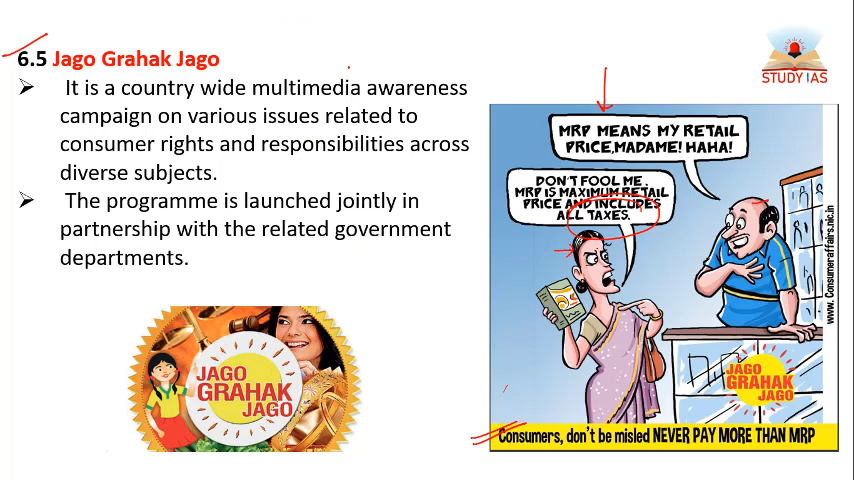 6.5 Jago Grahak Jago
➢ It is a country wide multimedia awareness
campaign on various issues related to
consumer rights and responsibilities across
diverse subjects.
➢ The programme is launched jointly in
partnership with the related government
departments.
JAGO
GRAHAK
JAGO
STUDY IAS
MRP MEANS MY RETAIL
PRICE,MADAME! HAHA!
DON'T FOOL ME,
MRP IS MAXIMUM RETAIL
PRICE AND INCLUDES
ALL TAXES.
www.Consumeraffairs.nic.in
JAGO
GRAHAK
JAGO
Consumers, don't be misled NEVER PAY MORE THAN MRP